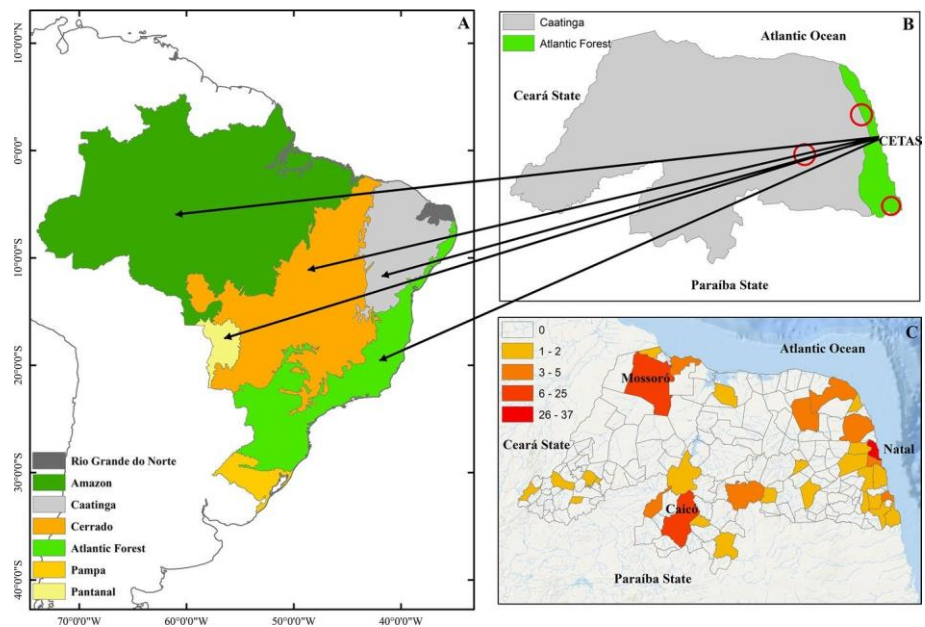 A
10°0'0"N
0°0'0"
10°0'0"S
20°0'0"S
30°0'0"S
40°0'0"S
Rio Grande do Norte
Amazon
Caatinga
Cerrado
Atlantic Forest
Pampa
Pantanal
70°0'0"W
60°0'0"W
50°0'0"W
40°0'0"W
Caatinga
Atlantic Forest
Atlantic Ocean
B
Ceará State
CETAS
Paraíba State
0
1 - 2
3 - 5
6 - 25
26 - 37
C
Atlantic Ocean
Mossoró
Ceará State
Natal
Caicó
Paraíba State